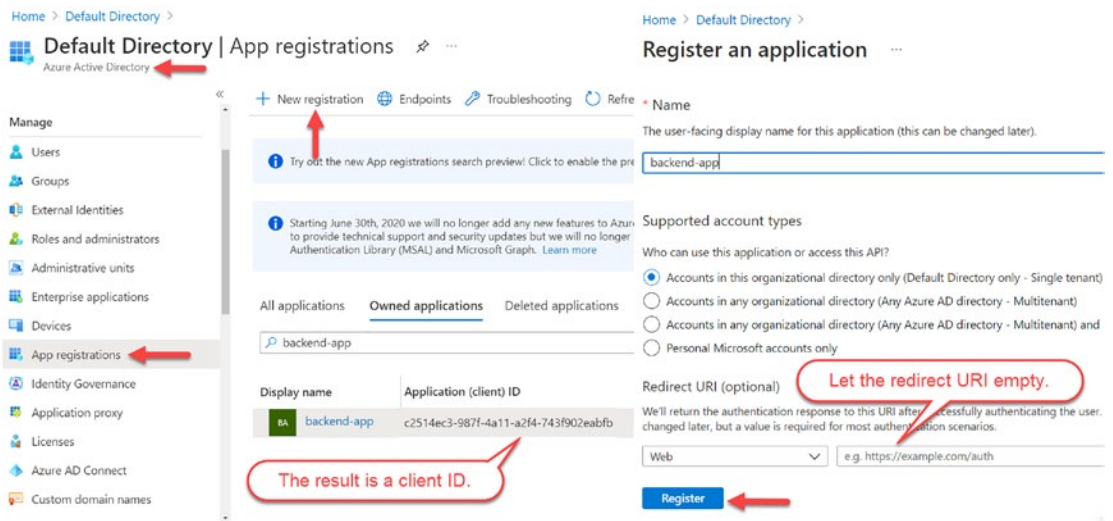 Home > Default Directory >
Default Directory | App registrations
Azure Active Directory
Manage
Users
Groups
External Identities
Roles and administrators
Administrative units
Enterprise applications
Devices
App registrations
Identity Governance
Application proxy
Licenses
Azure AD Connect
Custom domain names
New registration Endpoints Troubleshooting Refre
Try out the new App registrations search preview! Click to enable the pre
Starting June 30th, 2020 we will no longer add any new features to Azur
to provide technical support and security updates but we will no longer
Authentication Library (MSAL) and Microsoft Graph. Learn more
All applications Owned applications Deleted applications
backend-app
Display name Application (client) ID
BA backend-app c2514ec3-987f-4a11-a2f4-743f902eabfb
The result is a client ID.
Home > Default Directory >
Register an application
* Name
The user-facing display name for this application (this can be changed later).
backend-app
Supported account types
Who can use this application or access this API?
Accounts in this organizational directory only (Default Directory only - Single tenant)
Accounts in any organizational directory (Any Azure AD directory - Multitenant)
Accounts in any organizational directory (Any Azure AD directory - Multitenant) and
Personal Microsoft accounts only
Let the redirect URI empty.
Redirect URI (optional)
We'll return the authentication response to this URI after successfully authenticating the user.
changed later, but a value is required for most authentication scenarios.
Web e.g. https://example.com/auth
Register